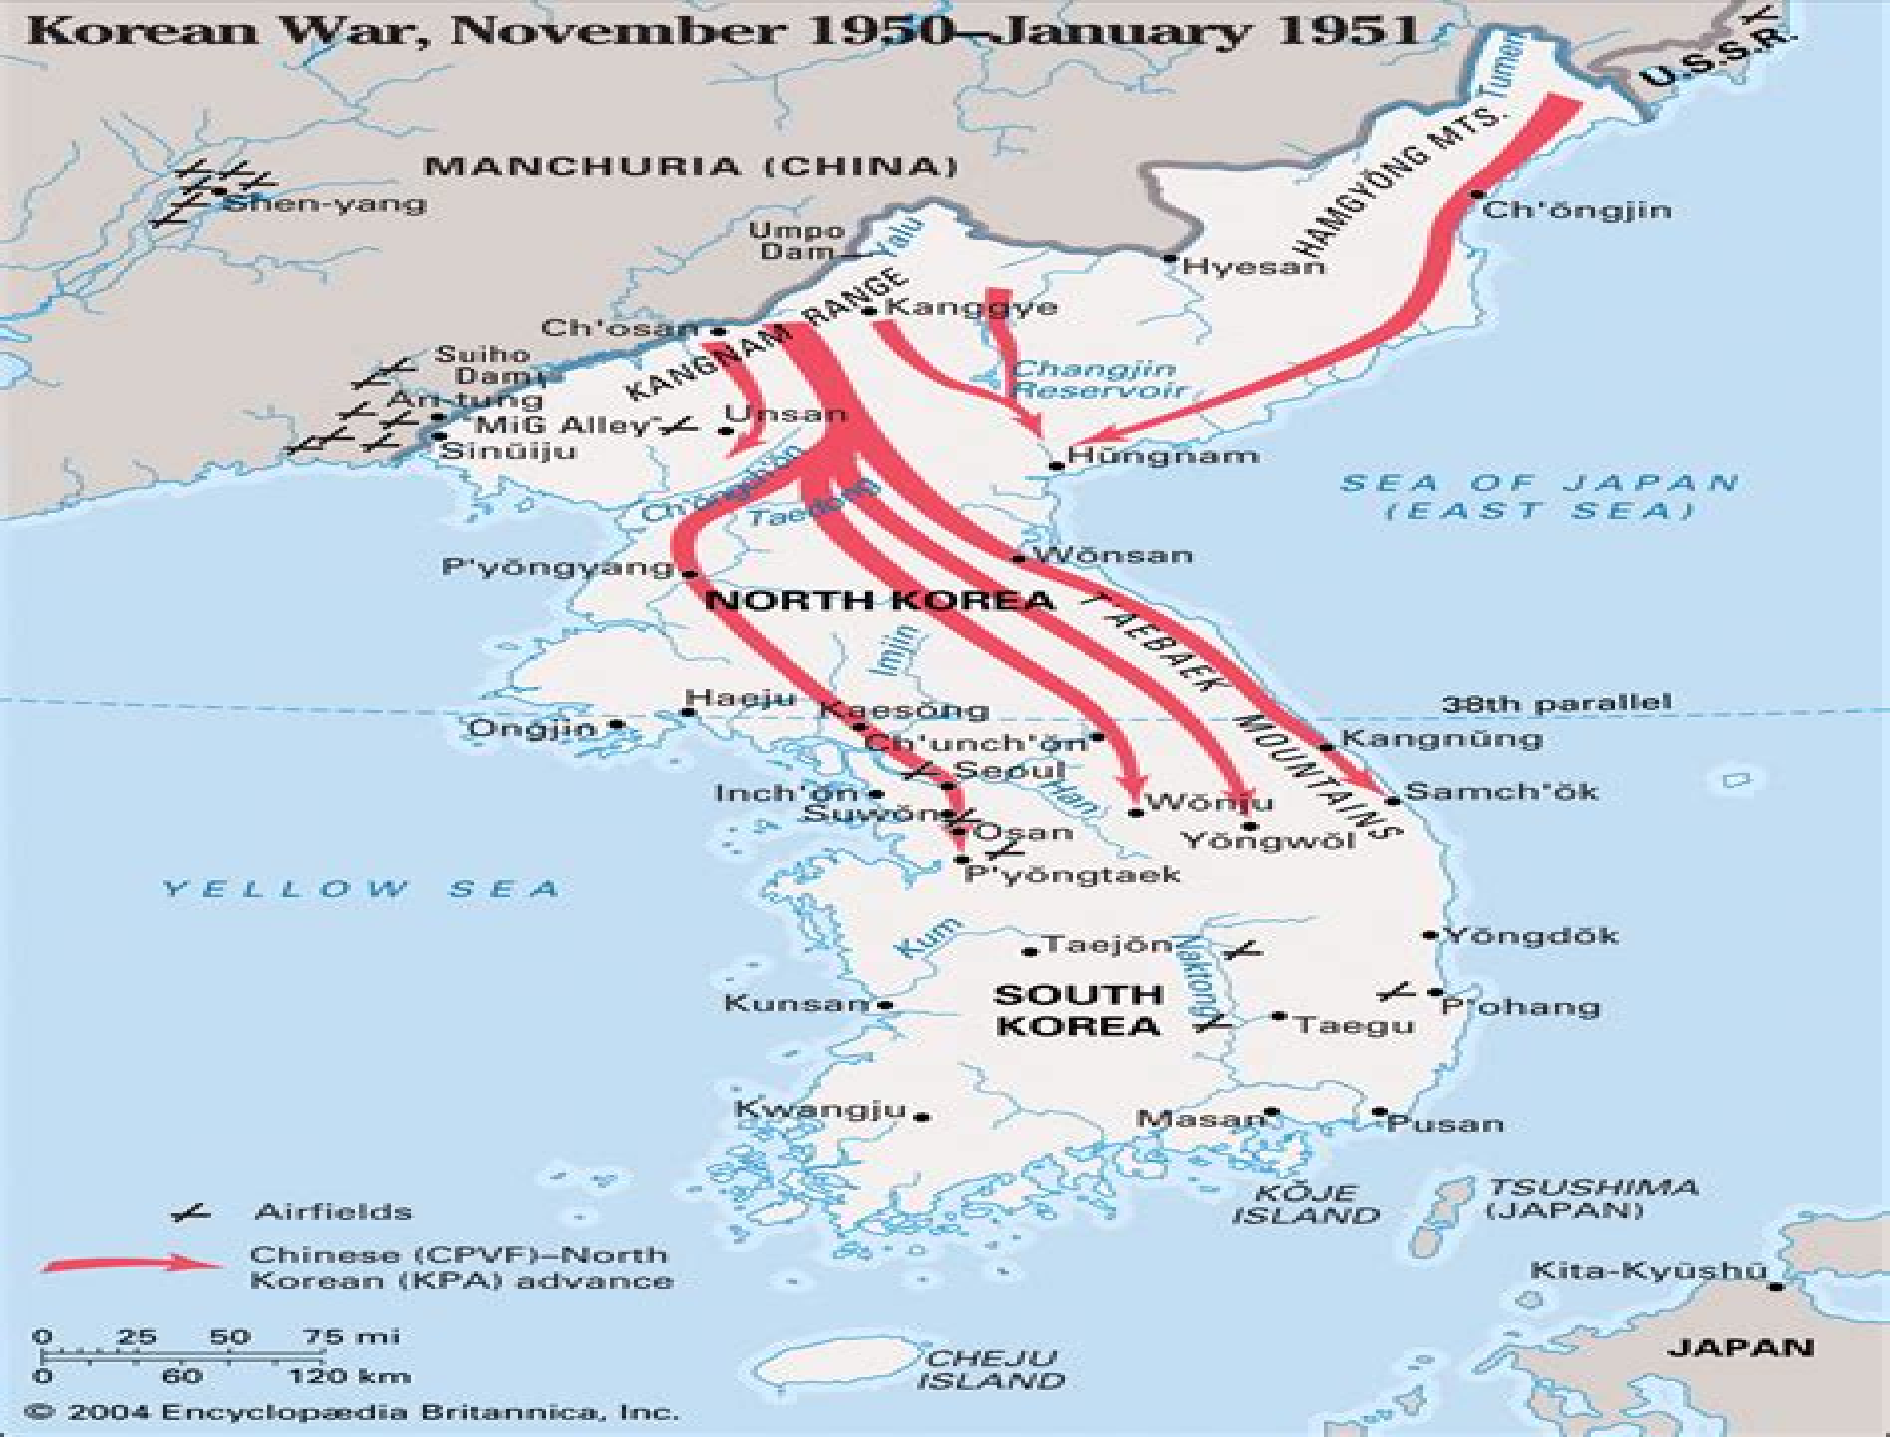 Korean War, November 1950–January 1951
U.S.S.R.
Tumen
HAMGYŎNG MTS.
MANCHURIA (CHINA)
Shen-yang
Ch'ŏngjin
Umpo
Dam
Yalu
Hyesan
KANGNAM RANGE
Kanggye
Ch'osan
Suiho
Dam
Changjin
Reservoir
An-tung
"MiG Alley"
Unsan
Sinŭiju
Hŭngnam
SEA OF JAPAN
(EAST SEA)
Ch'ŏngch'ŏn
Taedong
Wŏnsan
P'yŏngyang
NORTH KOREA
T'AEBAEK MOUNTAINS
Imjin
Haeju
Kaesŏng
38th parallel
Ongjin
Ch'unch'ŏn
Kangnŭng
Seoul
Han
Inch'ŏn
Wŏnju
Samch'ŏk
Suwŏn
Osan
Yŏngwŏl
P'yŏngtaek
YELLOW SEA
Kum
Taejŏn
Naktong
Yŏngdŏk
Kunsan
SOUTH
KOREA
P'ohang
Taegu
Kwangju
Masan
Pusan
KŎJE
ISLAND
TSUSHIMA
(JAPAN)
Airfields
Chinese (CPVF)–North
Korean (KPA) advance
Kita-Kyūshū
0 25 50 75 mi
0 60 120 km
JAPAN
CHEJU
ISLAND
© 2004 Encyclopædia Britannica, Inc.